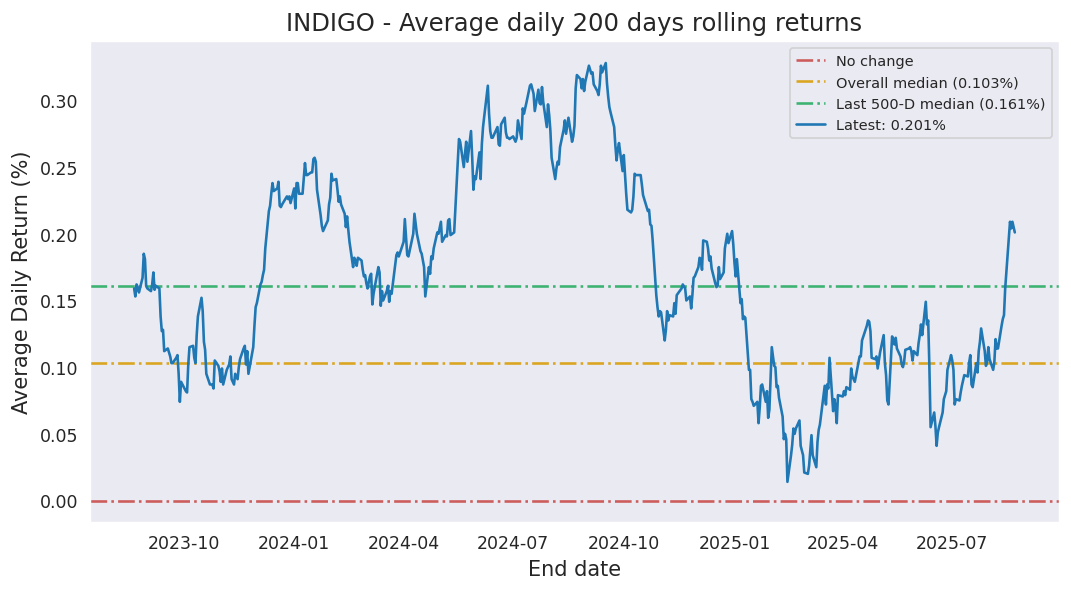 INDIGO - Average daily 200 days rolling returns
No change
Overall median (0.103%)
Last 500-D median (0.161%)
Latest: 0.201%
Average Daily Return (%)
0.30
0.25
0.20
0.15
0.10
0.05
0.00
2023-10 2024-01 2024-04 2024-07 2024-10 2025-01 2025-04 2025-07
End date